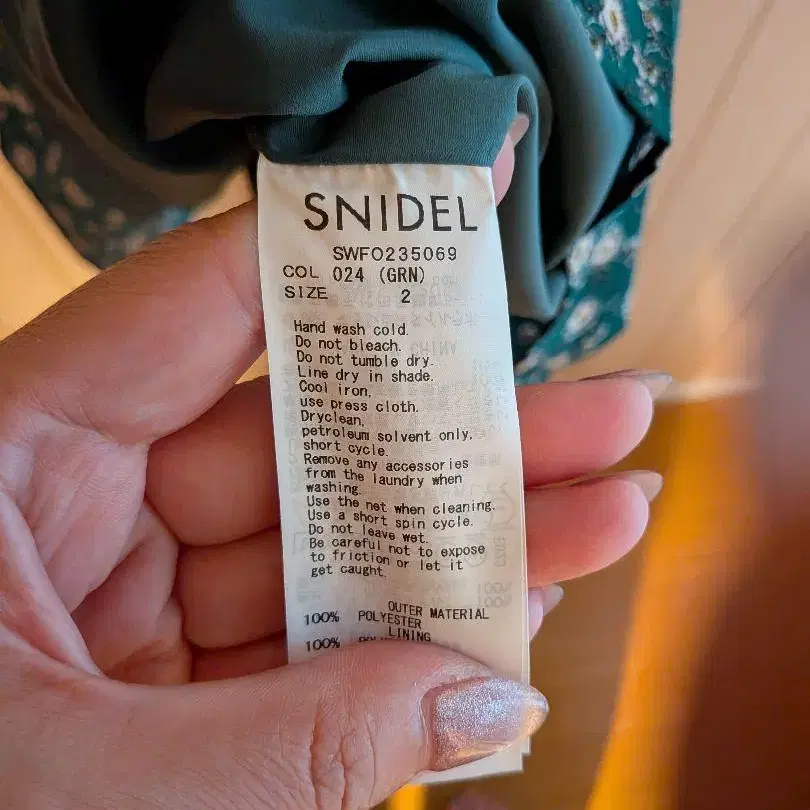 SNIDEL
SWFO235069
COL 024 (GRN)
SIZE 2
Hand wash cold.
Do not bleach.
Do not tumble dry.
Line dry in shade.
Cool iron,
use press cloth.
Dryclean,
petroleum solvent only,
short cycle.
Remove any accessories
from the laundry when
washing.
Use the net when cleaning.
Use a short spin cycle.
Do not leave wet.
Be careful not to expose
to friction or let it
get caught.
OUTER MATERIAL
100% POLYESTER
LINING
100%